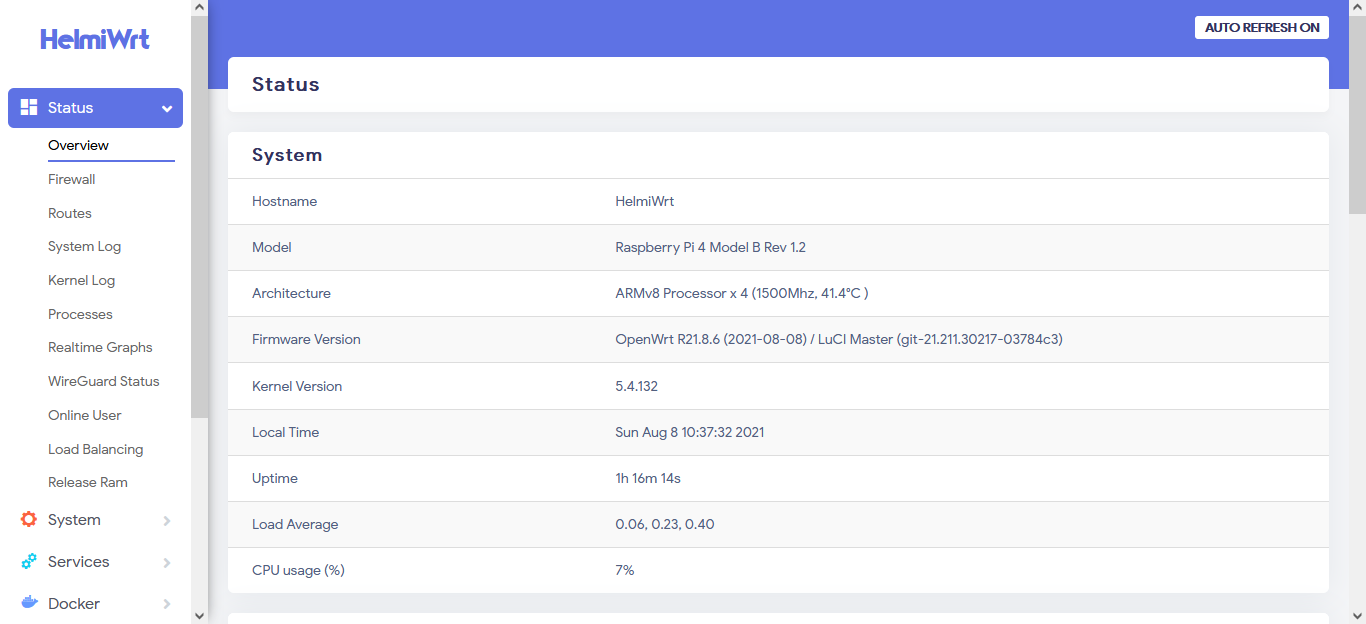 HelmiWrt
Status
Overview
Firewall
Routes
System Log
Kernel Log
Processes
Realtime Graphs
WireGuard Status
Online User
Load Balancing
Release Ram
System
Services
Docker
AUTO REFRESH ON
Status
System
Hostname HelmiWrt
Model Raspberry Pi 4 Model B Rev 1.2
Architecture ARMv8 Processor x 4 (1500Mhz, 41.4°C )
Firmware Version OpenWrt R21.8.6 (2021-08-08) / LuCI Master (git-21.211.30217-03784c3)
Kernel Version 5.4.132
Local Time Sun Aug 8 10:37:32 2021
Uptime 1h 16m 14s
Load Average 0.06, 0.23, 0.40
CPU usage (%) 7%